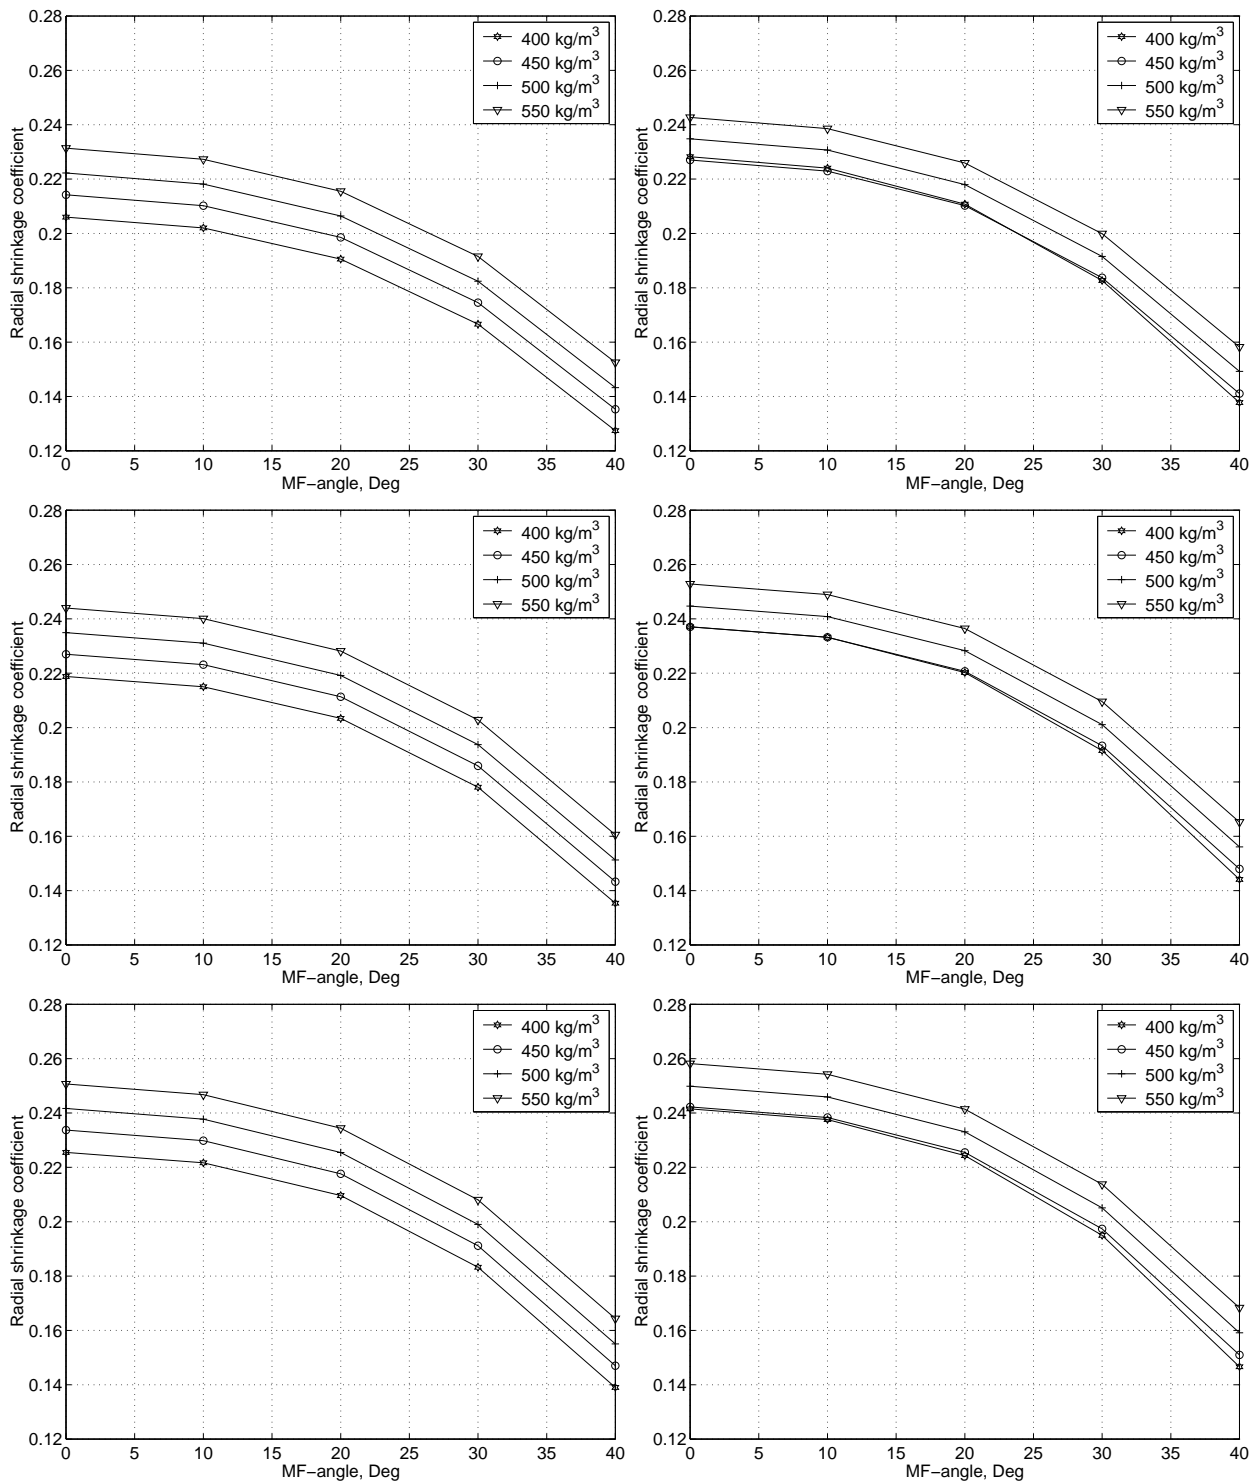 0.28
0.26
0.24
0.22
0.2
0.18
0.16
0.14
0.12
Radial shrinkage coefficient
0 5 10 15 20 25 30 35 40
MF−angle, Deg
400 kg/m³
450 kg/m³
500 kg/m³
550 kg/m³
0.28
0.26
0.24
0.22
0.2
0.18
0.16
0.14
0.12
Radial shrinkage coefficient
0 5 10 15 20 25 30 35 40
MF−angle, Deg
400 kg/m³
450 kg/m³
500 kg/m³
550 kg/m³
0.28
0.26
0.24
0.22
0.2
0.18
0.16
0.14
0.12
Radial shrinkage coefficient
0 5 10 15 20 25 30 35 40
MF−angle, Deg
400 kg/m³
450 kg/m³
500 kg/m³
550 kg/m³
0.28
0.26
0.24
0.22
0.2
0.18
0.16
0.14
0.12
Radial shrinkage coefficient
0 5 10 15 20 25 30 35 40
MF−angle, Deg
400 kg/m³
450 kg/m³
500 kg/m³
550 kg/m³
0.28
0.26
0.24
0.22
0.2
0.18
0.16
0.14
0.12
Radial shrinkage coefficient
0 5 10 15 20 25 30 35 40
MF−angle, Deg
400 kg/m³
450 kg/m³
500 kg/m³
550 kg/m³
0.28
0.26
0.24
0.22
0.2
0.18
0.16
0.14
0.12
Radial shrinkage coefficient
0 5 10 15 20 25 30 35 40
MF−angle, Deg
400 kg/m³
450 kg/m³
500 kg/m³
550 kg/m³